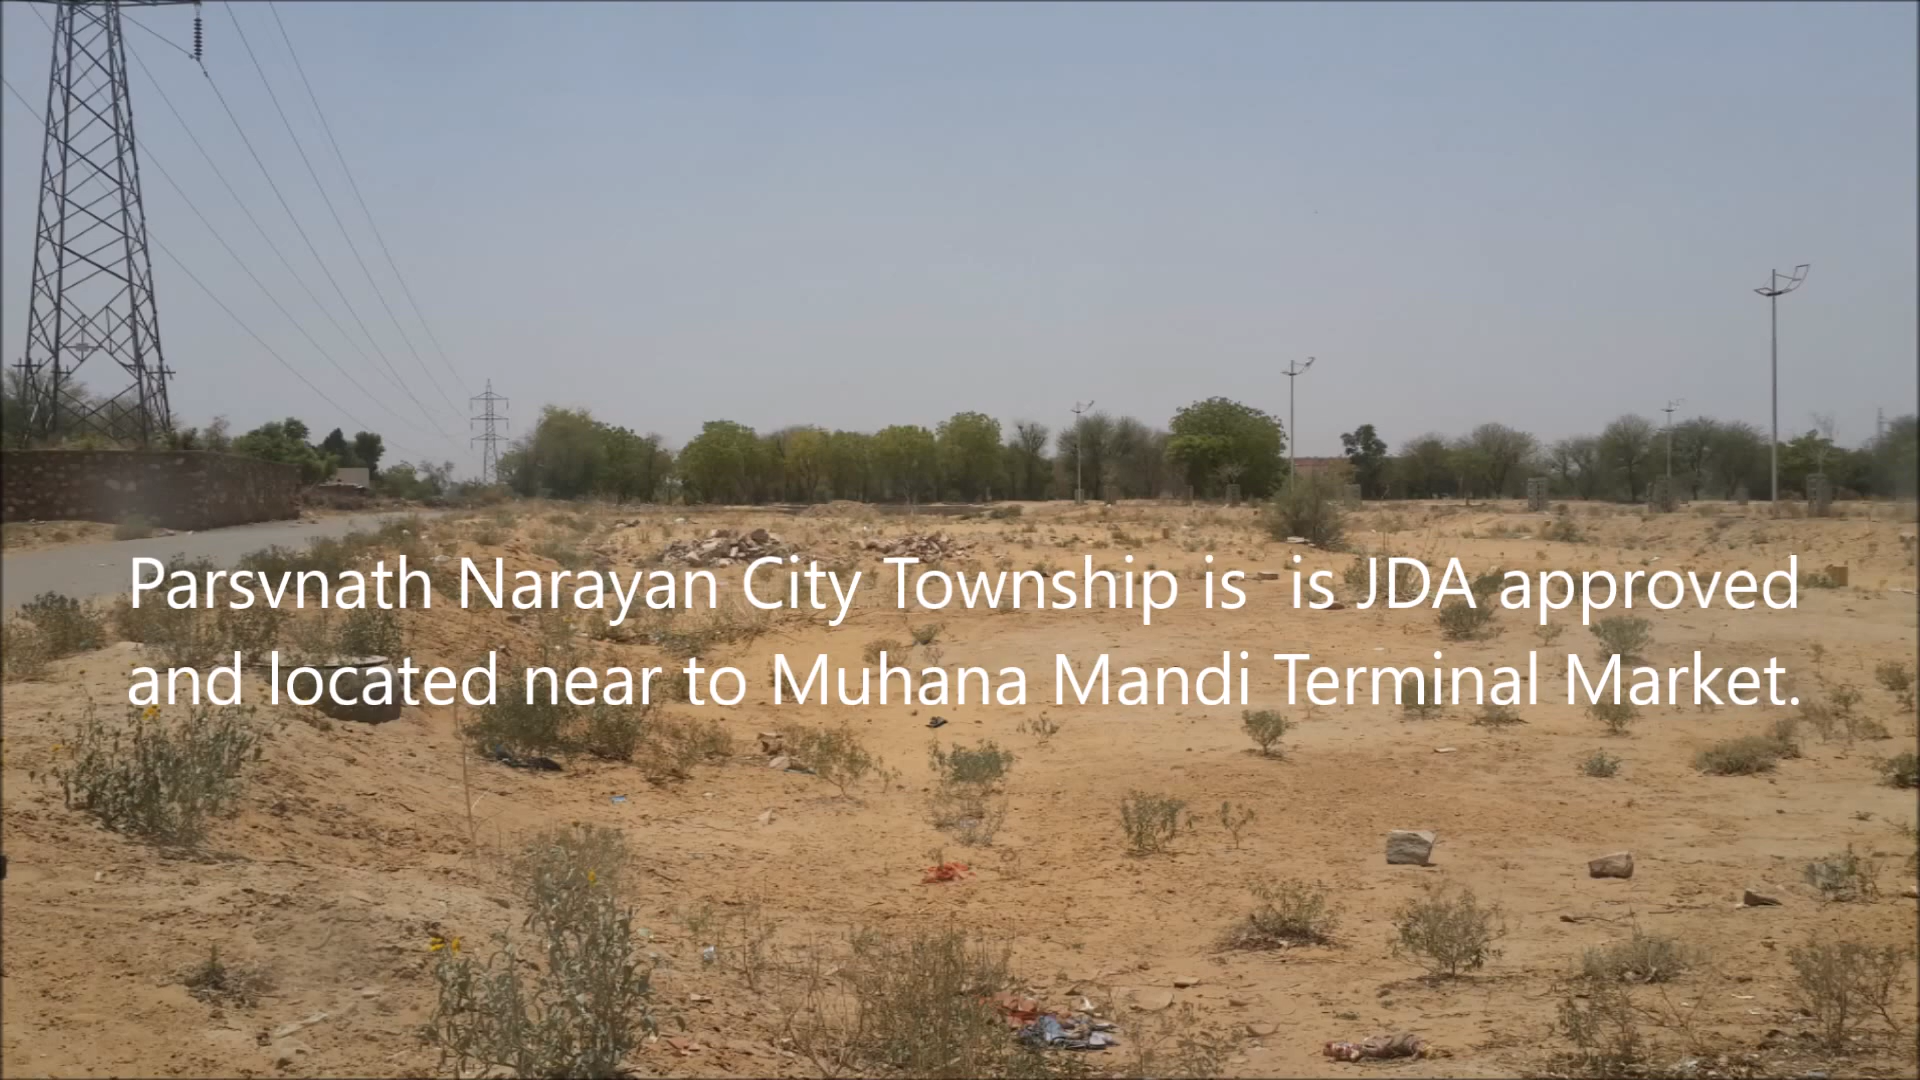 Parsvnath Narayan City Township is  is JDA approved
and located near to Muhana Mandi Terminal Market.